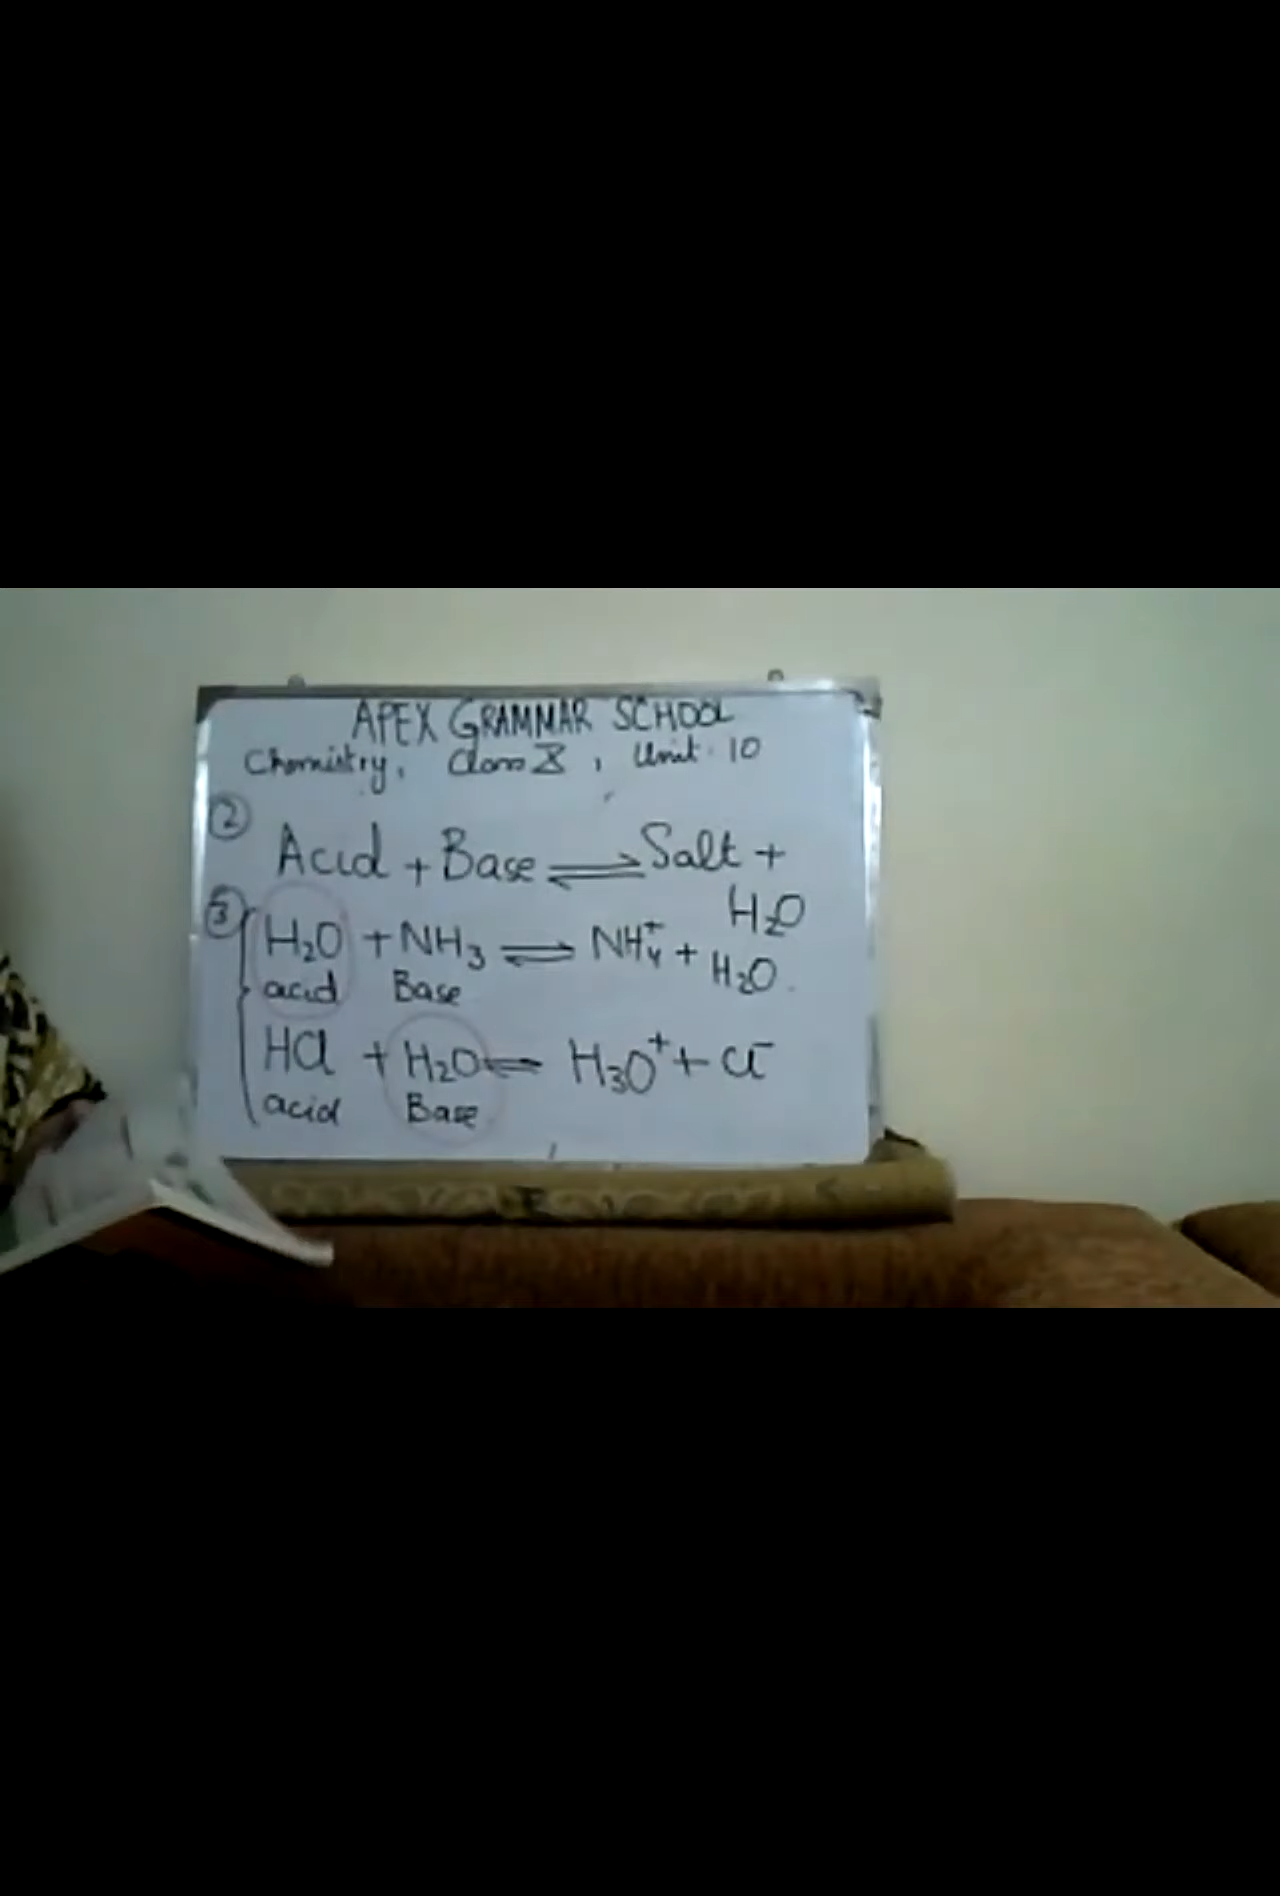 APEX GRAMMAR SCHOOL
Chemistry, Class X, Unit. 10
②
Acid + Base ⇌ Salt +
H₂O
③ H₂O + NH₃ ⇌ NH₄⁺ + H₂O.
acid Base
HCl + H₂O ⇌ H₃O⁺ + Cl⁻
acid Base